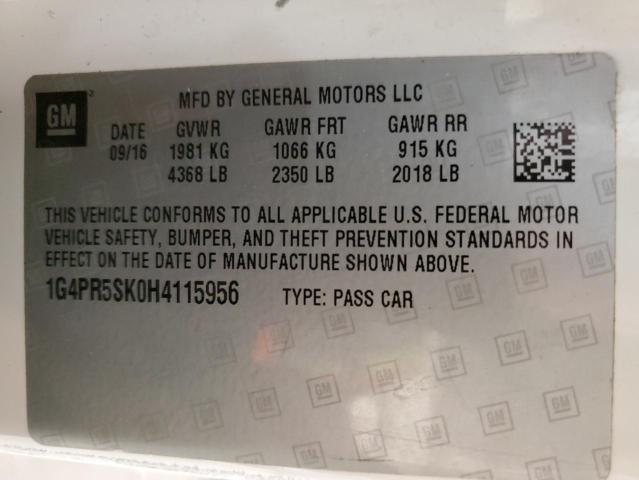 GM
MFD BY GENERAL MOTORS LLC
DATE GVWR GAWR FRT GAWR RR
09/16 1981 KG 1066 KG 915 KG
4368 LB 2350 LB 2018 LB
THIS VEHICLE CONFORMS TO ALL APPLICABLE U.S. FEDERAL MOTOR
VEHICLE SAFETY, BUMPER, AND THEFT PREVENTION STANDARDS IN
EFFECT ON THE DATE OF MANUFACTURE SHOWN ABOVE.
1G4PR5SK0H4115956 TYPE: PASS CAR